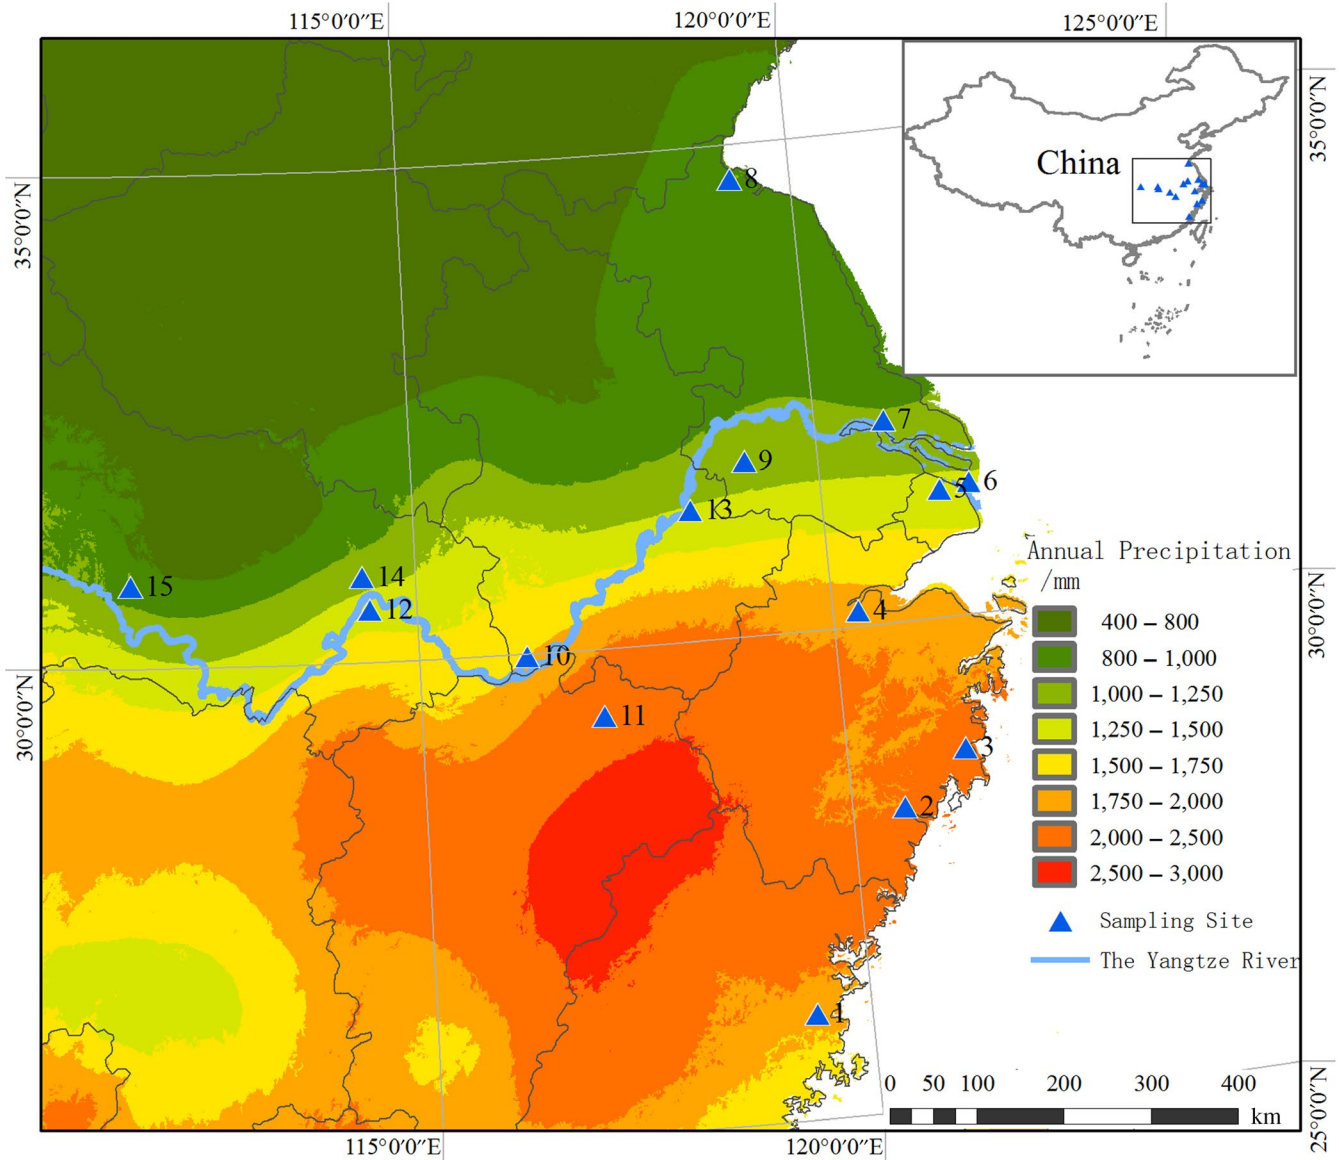 115°0′0″E
120°0′0″E
125°0′0″E
35°0′0″N
35°0′0″N
China
8
7
9
5
6
13
15
14
12
4
10
11
3
2
1
30°0′0″N
30°0′0″N
Annual Precipitation
/mm
400 – 800
800 – 1,000
1,000 – 1,250
1,250 – 1,500
1,500 – 1,750
1,750 – 2,000
2,000 – 2,500
2,500 – 3,000
Sampling Site
The Yangtze River
0 50 100 200 300 400
km
25°0′0″N
115°0′0″E
120°0′0″E